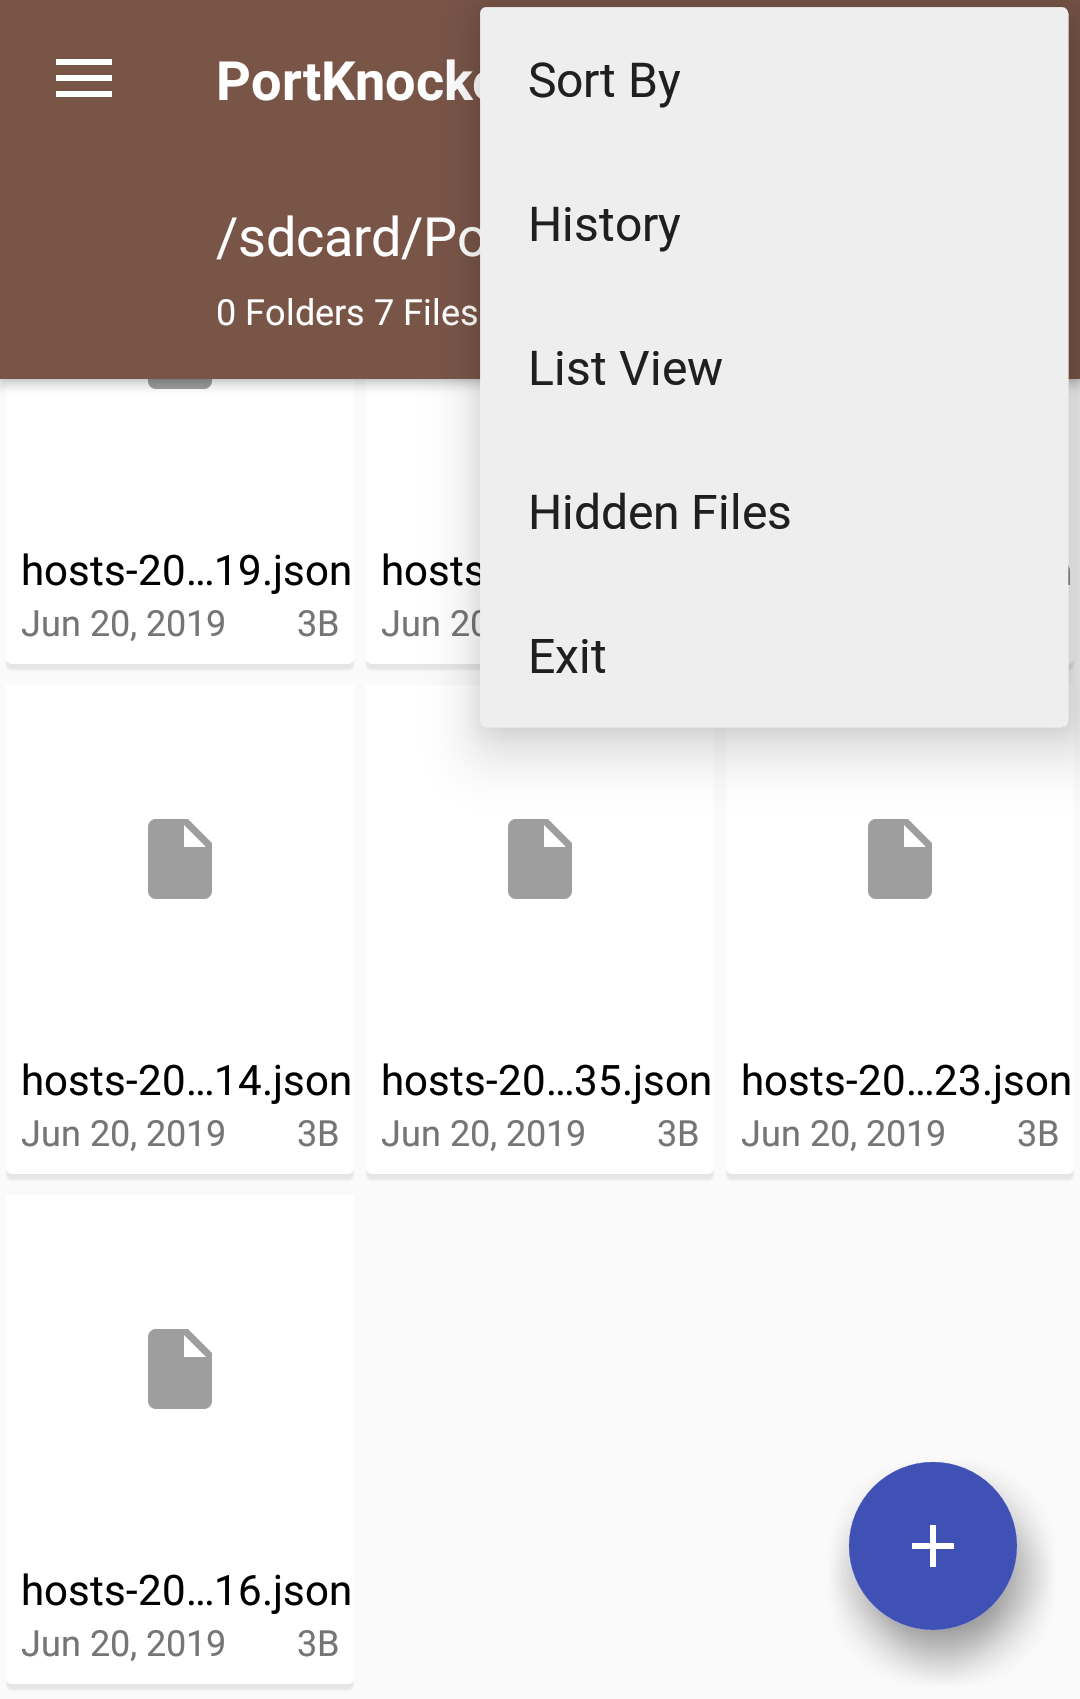 PortKnock
Sort By
History
/sdcard/Po
0 Folders 7 Files
List View
Hidden Files
Exit
hosts-20...19.json
hosts
Jun 20, 2019 3B
Jun 20
hosts-20...14.json
hosts-20...35.json
hosts-20...23.json
Jun 20, 2019 3B
Jun 20, 2019 3B
Jun 20, 2019 3B
hosts-20...16.json
Jun 20, 2019 3B